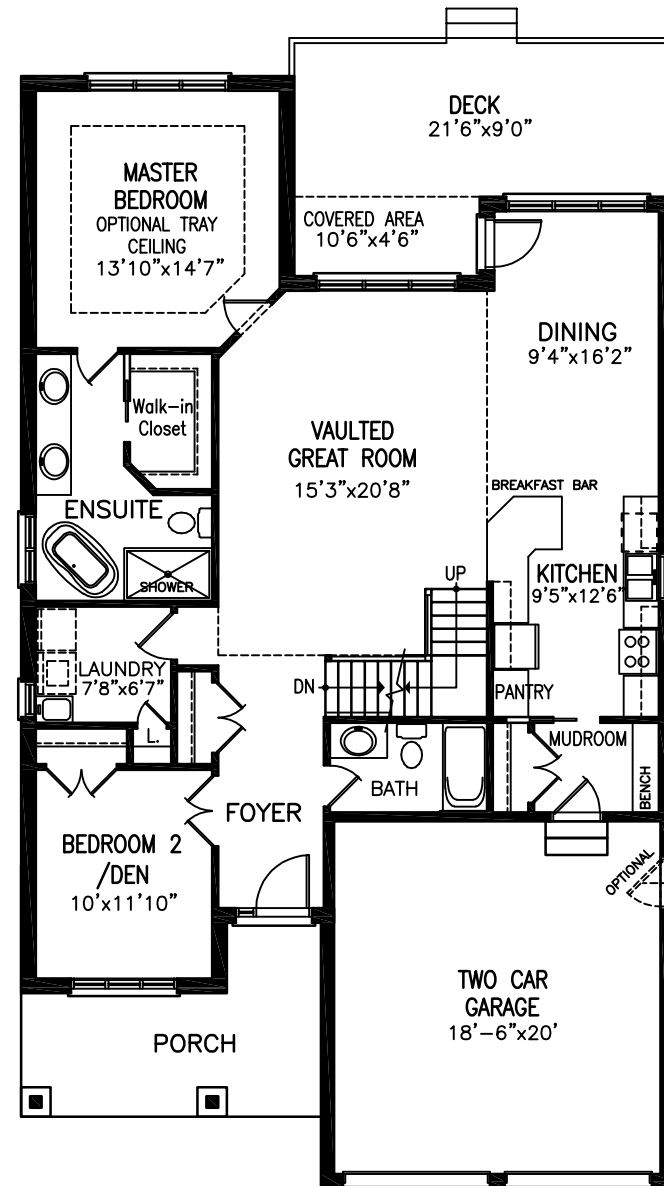 DECK
21'6"x9'0"
MASTER
BEDROOM
OPTIONAL TRAY
CEILING
13'10"x14'7"
COVERED AREA
10'6"x4'6"
DINING
9'4"x16'2"
Walk-in
Closet
VAULTED
GREAT ROOM
15'3"x20'8"
BREAKFAST BAR
ENSUITE
SHOWER
UP
KITCHEN
9'5"x12'6"
LAUNDRY
7'8"x6'7"
DN
PANTRY
L.
MUDROOM
BATH
BENCH
FOYER
BEDROOM 2
/DEN
10'x11'10"
OPTIONAL
TWO CAR
GARAGE
18'-6"x20'
PORCH